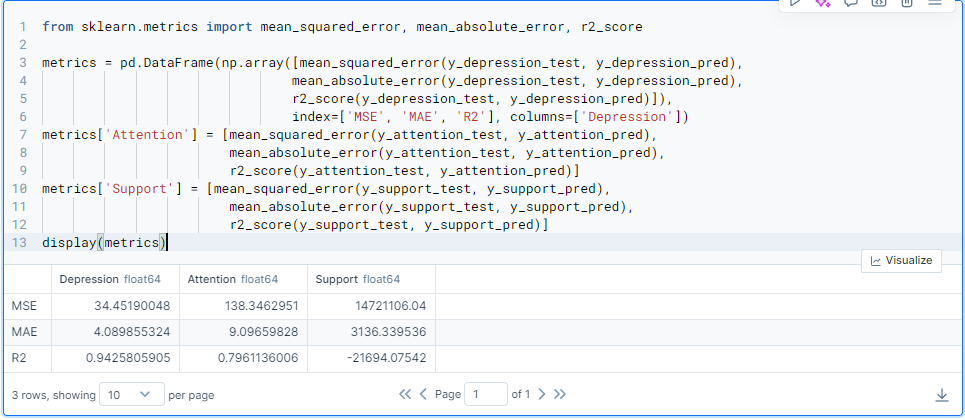 1 from sklearn.metrics import mean_squared_error, mean_absolute_error, r2_score
2
3 metrics = pd.DataFrame(np.array([mean_squared_error(y_depression_test, y_depression_pred),
4 mean_absolute_error(y_depression_test, y_depression_pred),
5 r2_score(y_depression_test, y_depression_pred)]),
6 index=['MSE', 'MAE', 'R2'], columns=['Depression'])
7 metrics['Attention'] = [mean_squared_error(y_attention_test, y_attention_pred),
8 mean_absolute_error(y_attention_test, y_attention_pred),
9 r2_score(y_attention_test, y_attention_pred)]
10 metrics['Support'] = [mean_squared_error(y_support_test, y_support_pred),
11 mean_absolute_error(y_support_test, y_support_pred),
12 r2_score(y_support_test, y_support_pred)]
13 display(metrics)
Visualize
Depression float64 Attention float64 Support float64
MSE 34.45190048 138.3462951 14721106.04
MAE 4.089855324 9.09659828 3136.339536
R2 0.9425805905 0.7961136006 -21694.07542
3 rows, showing 10 per page Page 1 of 1